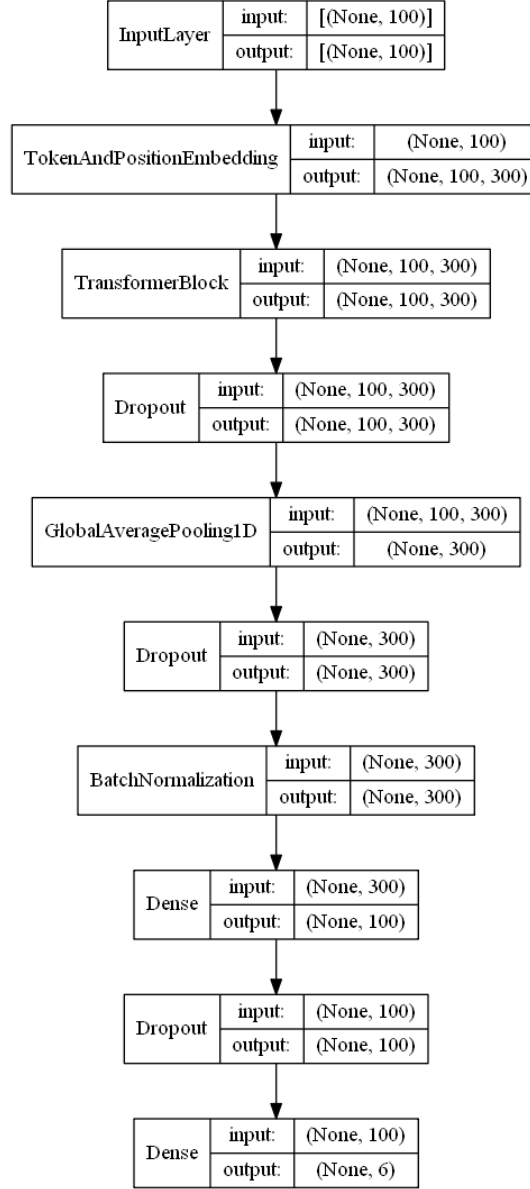 InputLayer
input: [(None, 100)]
output: [(None, 100)]
TokenAndPositionEmbedding
input: (None, 100)
output: (None, 100, 300)
TransformerBlock
input: (None, 100, 300)
output: (None, 100, 300)
Dropout
input: (None, 100, 300)
output: (None, 100, 300)
GlobalAveragePooling1D
input: (None, 100, 300)
output: (None, 300)
Dropout
input: (None, 300)
output: (None, 300)
BatchNormalization
input: (None, 300)
output: (None, 300)
Dense
input: (None, 300)
output: (None, 100)
Dropout
input: (None, 100)
output: (None, 100)
Dense
input: (None, 100)
output: (None, 6)